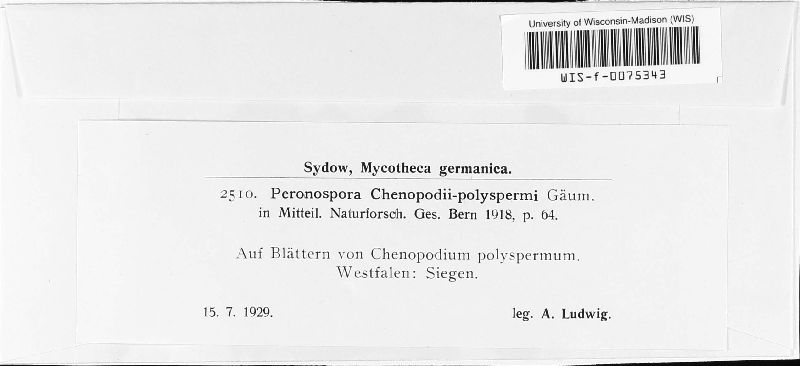 University of Wisconsin-Madison (WIS)
WIS-f-0075343
Sydow, Mycotheca germanica.
2510. Peronospora Chenopodii-polyspermi Gäum.
in Mitteil. Naturforsch. Ges. Bern 1918, p. 64.
Auf Blättern von Chenopodium polyspermum.
Westfalen: Siegen.
15. 7. 1929. leg. A. Ludwig.